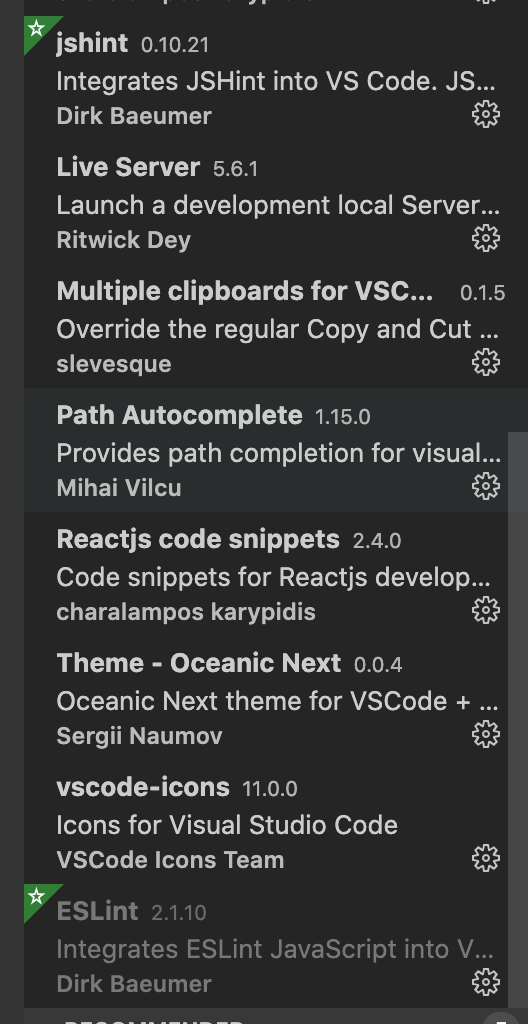 jshint 0.10.21
Integrates JSHint into VS Code. JS...
Dirk Baeumer
Live Server 5.6.1
Launch a development local Server...
Ritwick Dey
Multiple clipboards for VSC... 0.1.5
Override the regular Copy and Cut ...
slevesque
Path Autocomplete 1.15.0
Provides path completion for visual...
Mihai Vilcu
Reactjs code snippets 2.4.0
Code snippets for Reactjs develop...
charalampos karypidis
Theme - Oceanic Next 0.0.4
Oceanic Next theme for VSCode + ...
Sergii Naumov
vscode-icons 11.0.0
Icons for Visual Studio Code
VSCode Icons Team
ESLint 2.1.10
Integrates ESLint JavaScript into V...
Dirk Baeumer
RECOMMENDED